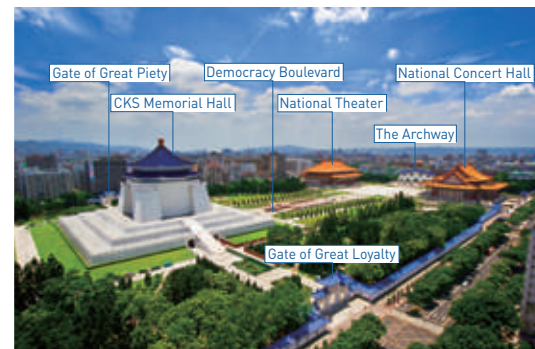 Gate of Great Piety
Democracy Boulevard
National Concert Hall
CKS Memorial Hall
National Theater
The Archway
Gate of Great Loyalty